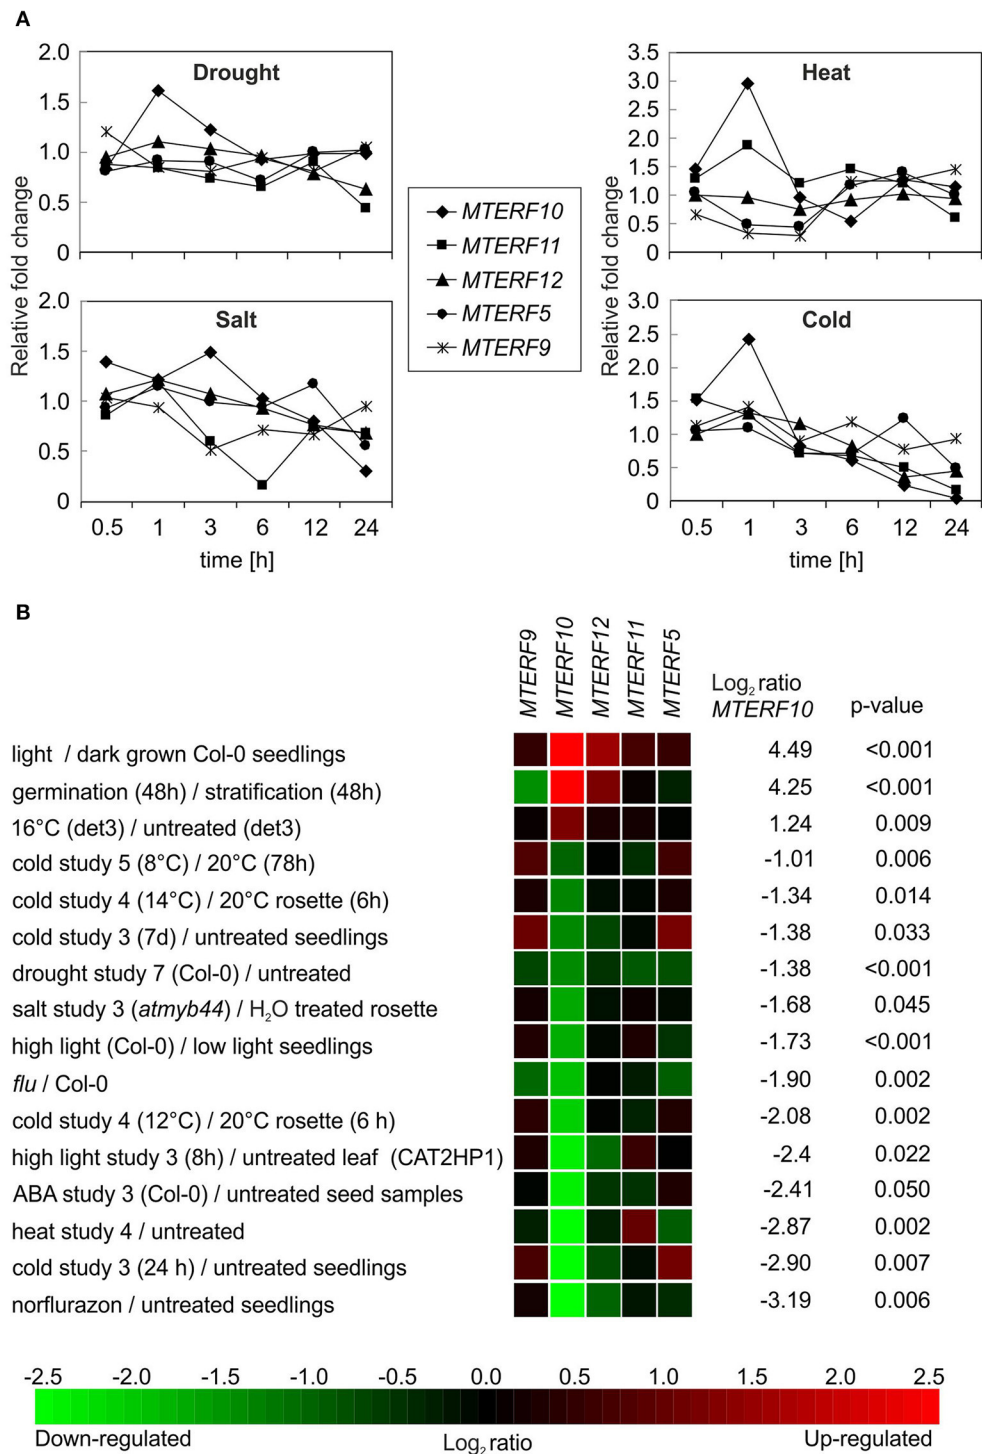 A
Drought
Relative fold change
2.0
1.5
1.0
0.5
0
Heat
Relative fold change
3.5
3.0
2.5
2.0
1.5
1.0
0.5
0
MTERF10
MTERF11
MTERF12
MTERF5
MTERF9
Salt
2.0
1.5
1.0
0.5
0
0.5 1 3 6 12 24
time [h]
Cold
3.0
2.5
2.0
1.5
1.0
0.5
0
0.5 1 3 6 12 24
time [h]
B
MTERF9 MTERF10 MTERF12 MTERF11 MTERF5
Log₂ ratio
MTERF10
p-value
light / dark grown Col-0 seedlings 4.49 <0.001
germination (48h) / stratification (48h) 4.25 <0.001
16°C (det3) / untreated (det3) 1.24 0.009
cold study 5 (8°C) / 20°C (78h) -1.01 0.006
cold study 4 (14°C) / 20°C rosette (6h) -1.34 0.014
cold study 3 (7d) / untreated seedlings -1.38 0.033
drought study 7 (Col-0) / untreated -1.38 <0.001
salt study 3 (atmyb44) / H₂O treated rosette -1.68 0.045
high light (Col-0) / low light seedlings -1.73 <0.001
flu / Col-0 -1.90 0.002
cold study 4 (12°C) / 20°C rosette (6 h) -2.08 0.002
high light study 3 (8h) / untreated leaf (CAT2HP1) -2.4 0.022
ABA study 3 (Col-0) / untreated seed samples -2.41 0.050
heat study 4 / untreated -2.87 0.002
cold study 3 (24 h) / untreated seedlings -2.90 0.007
norflurazon / untreated seedlings -3.19 0.006
-2.5 -2.0 -1.5 -1.0 -0.5 0.0 0.5 1.0 1.5 2.0 2.5
Down-regulated Log₂ ratio Up-regulated